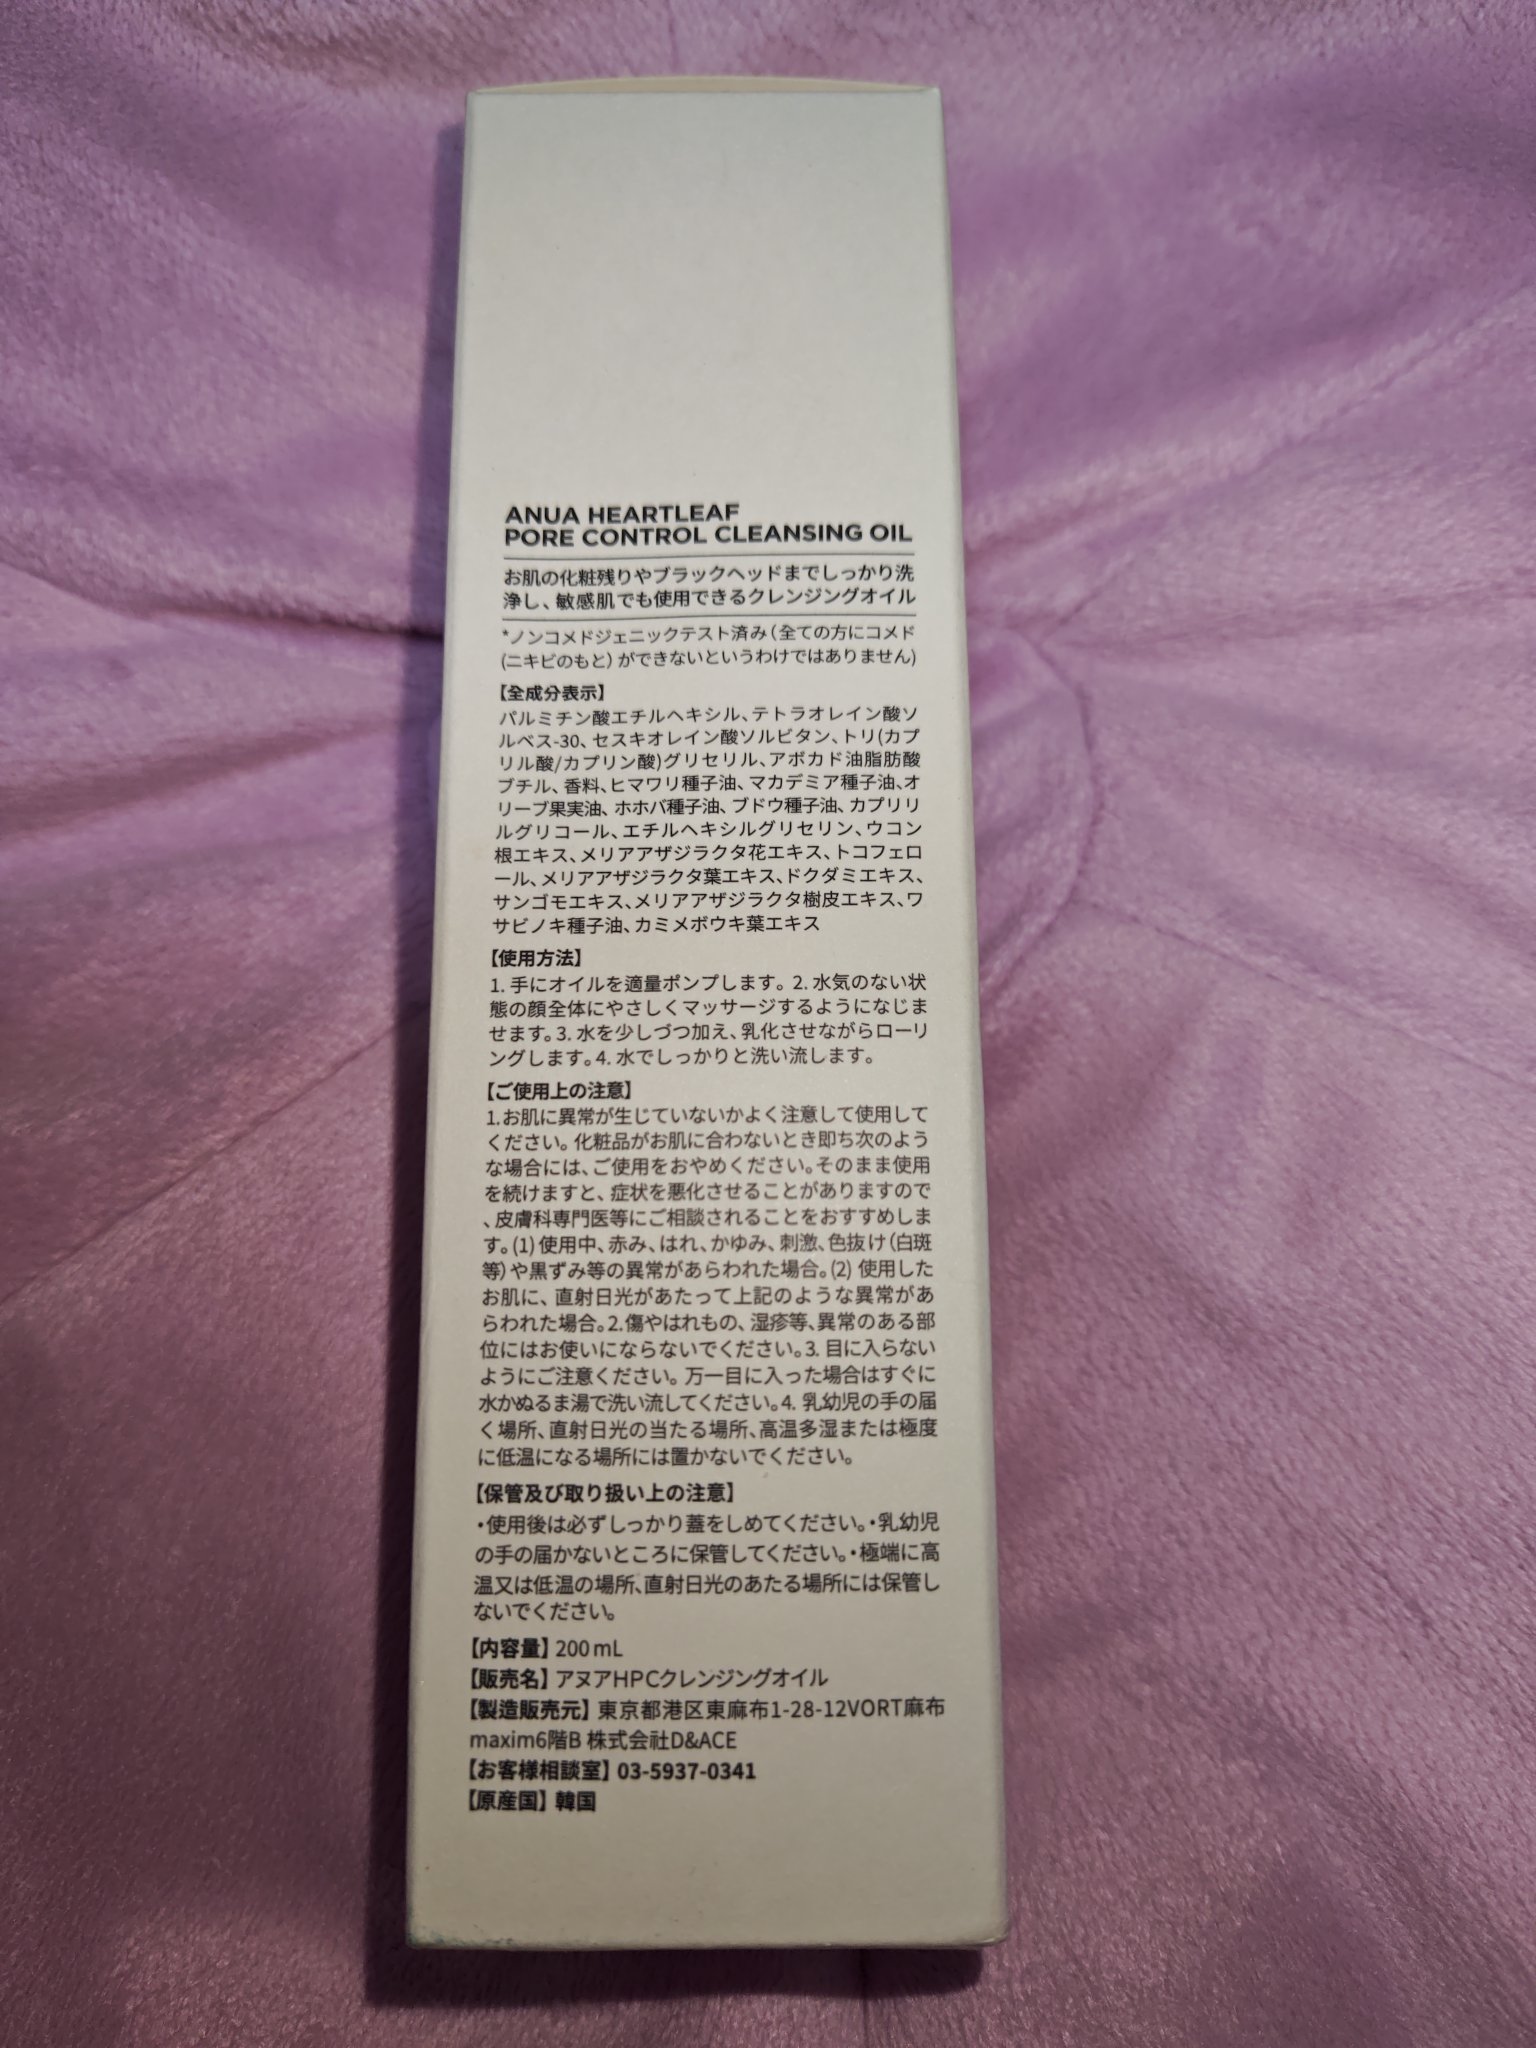 ANUA HEARTLEAF
PORE CONTROL CLEANSING OIL
お肌の化粧残りやブラックヘッドまでしっかり洗
浄し、敏感肌でも使用できるクレンジングオイル
*ノンコメドジェニックテスト済み(全ての方にコメド
(ニキビのもと)ができないというわけではありません)
【全成分表示】
パルミチン酸エチルヘキシル、テトラオレイン酸ソ
ルベス-30、セスキオレイン酸ソルビタン、トリ(カプ
リル酸/カプリン酸)グリセリル、アボカド油脂肪酸
ブチル、香料、ヒマワリ種子油、マカデミア種子油、オ
リーブ果実油、ホホバ種子油、ブドウ種子油、カプリリ
ルグリコール、エチルヘキシルグリセリン、ウコン
根エキス、メリアアザジラクタ花エキス、トコフェロ
ール、メリアアザジラクタ葉エキス、ドクダミエキス、
サンゴモエキス、メリアアザジラクタ樹皮エキス、ワ
サビノキ種子油、カミメボウキ葉エキス
【使用方法】
1. 手にオイルを適量ポンプします。2. 水気のない状
態の顔全体にやさしくマッサージするようになじま
せます。3. 水を少しづつ加え、乳化させながらローリ
ングします。4. 水でしっかりと洗い流します。
【ご使用上の注意】
1.お肌に異常が生じていないかよく注意して使用して
ください。化粧品がお肌に合わないとき即ち次のよう
な場合には、ご使用をおやめください。そのまま使用
を続けますと、症状を悪化させることがありますので
、皮膚科専門医等にご相談されることをおすすめしま
す。(1) 使用中、赤み、はれ、かゆみ、刺激、色抜け(白斑
等)や黒ずみ等の異常があらわれた場合。(2) 使用した
お肌に、直射日光があたって上記のような異常があ
らわれた場合。2.傷やはれもの、湿疹等、異常のある部
位にはお使いにならないでください。3. 目に入らない
ようにご注意ください。万一目に入った場合はすぐに
水かぬるま湯で洗い流してください。4. 乳幼児の手の届
く場所、直射日光の当たる場所、高温多湿または極度
に低温になる場所には置かないでください。
【保管及び取り扱い上の注意】
・使用後は必ずしっかり蓋をしめてください。・乳幼児
の手の届かないところに保管してください。・極端に高
温又は低温の場所、直射日光のあたる場所には保管し
ないでください。
【内容量】200mL
【販売名】アヌアHPCクレンジングオイル
【製造販売元】東京都港区東麻布1-28-12VORT麻布
maxim6階B 株式会社D&ACE
【お客様相談室】03-5937-0341
【原産国】韓国